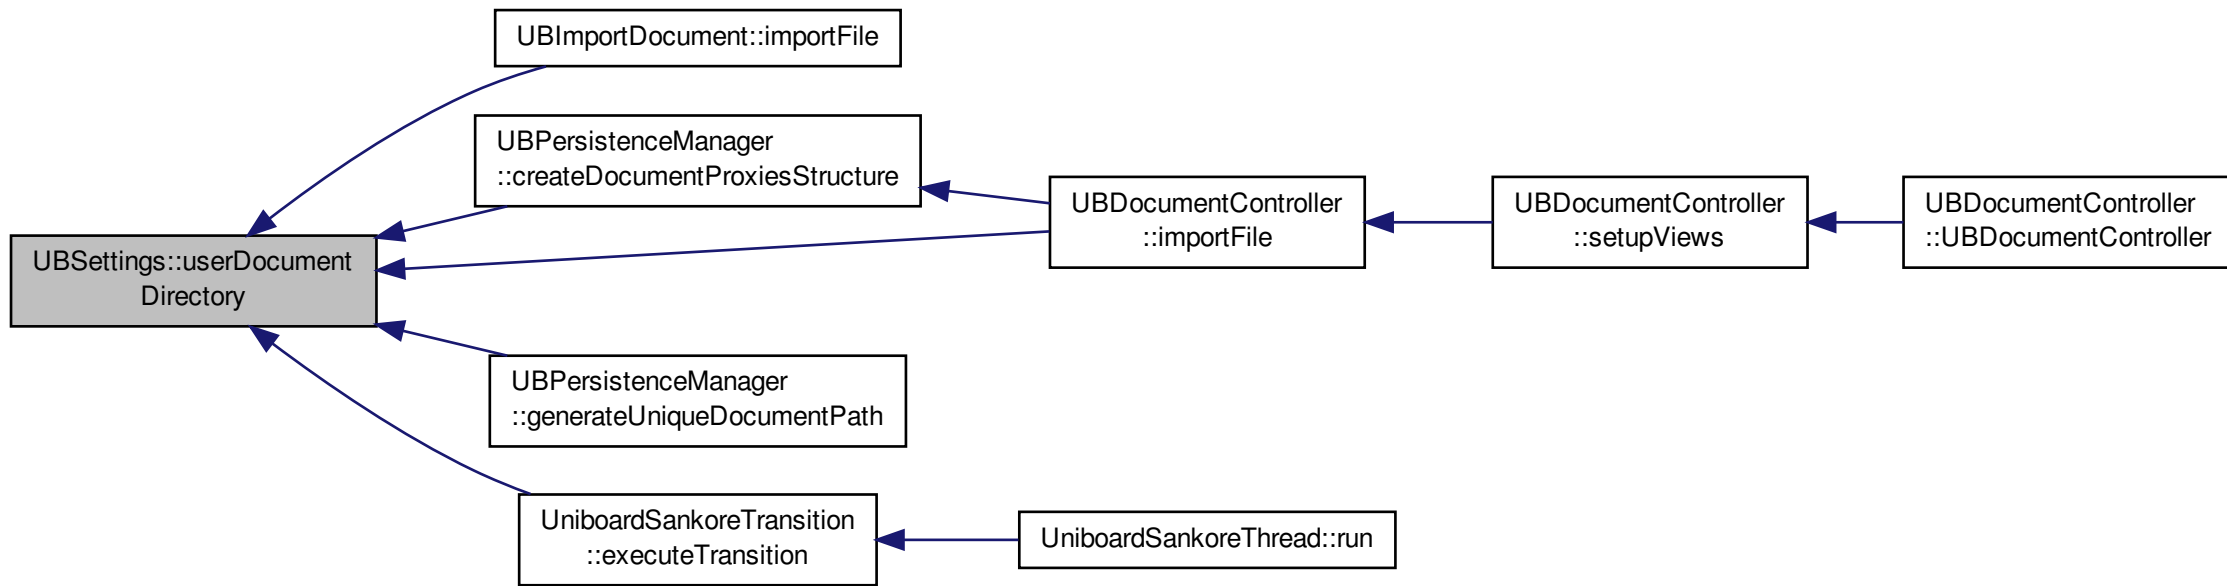 UBImportDocument::importFile
UBPersistenceManager
::createDocumentProxiesStructure
UBDocumentController
::importFile
UBDocumentController
::setupViews
UBDocumentController
::UBDocumentController
UBSettings::userDocument
Directory
UBPersistenceManager
::generateUniqueDocumentPath
UniboardSankoreTransition
::executeTransition
UniboardSankoreThread::run